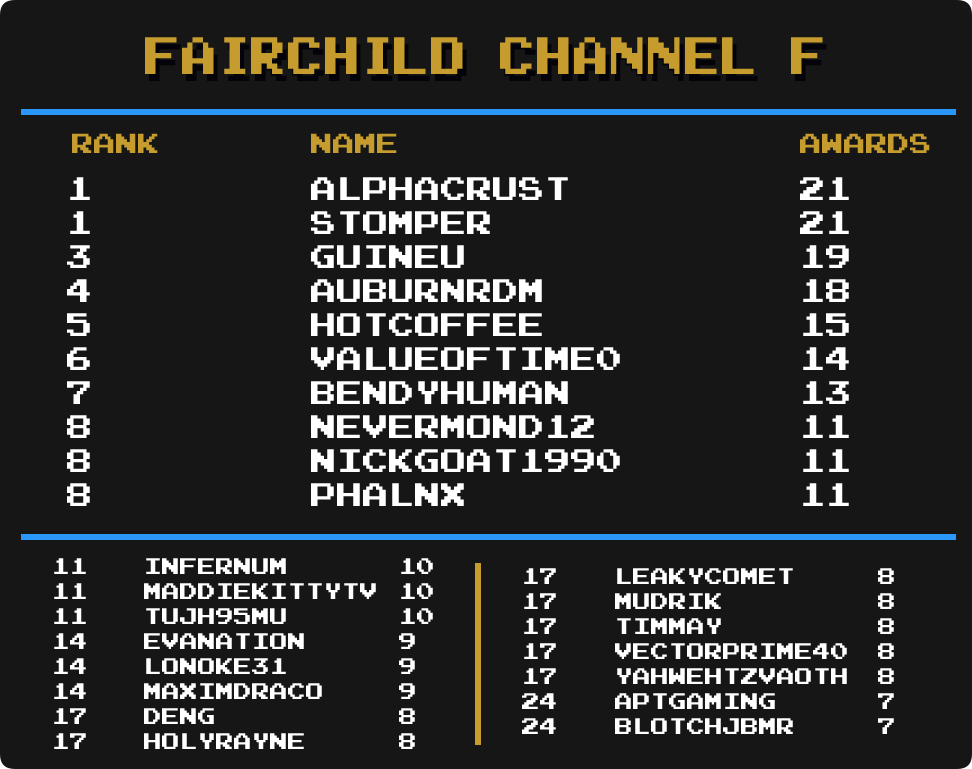 FAIRCHILD CHANNEL F
RANK NAME AWARDS
1 ALPHACRUST 21
1 STOMPER 21
3 GUINEU 19
4 AUBURNRDM 18
5 HOTCOFFEE 15
6 VALUEOFTIME0 14
7 BENDYHUMAN 13
8 NEVERMOND12 11
8 NICKGOAT1990 11
8 PHALNX 11
11 INFERNUM 10
11 MADDIEKITTYTV 10
11 TUJH95MU 10
14 EVANATION 9
14 LONOKE31 9
14 MAXIMDRACO 9
17 DENG 8
17 HOLYRAYNE 8
17 LEAKYCOMET 8
17 MUDRIK 8
17 TIMMAY 8
17 VECTORPRIME40 8
17 YAHWEHTZVAOTH 8
24 APTGAMING 7
24 BLOTCHJBMR 7